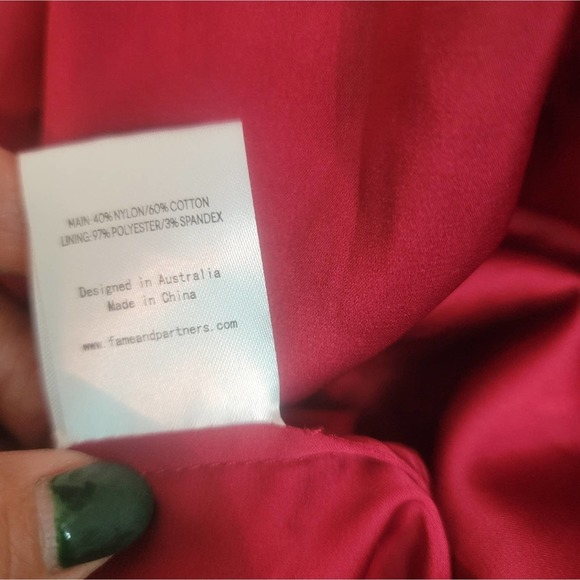 MAIN: 40% NYLON/60% COTTON
LINING: 97% POLYESTER/3% SPANDEX
Designed in Australia
Made in China
www.fameandpartners.com